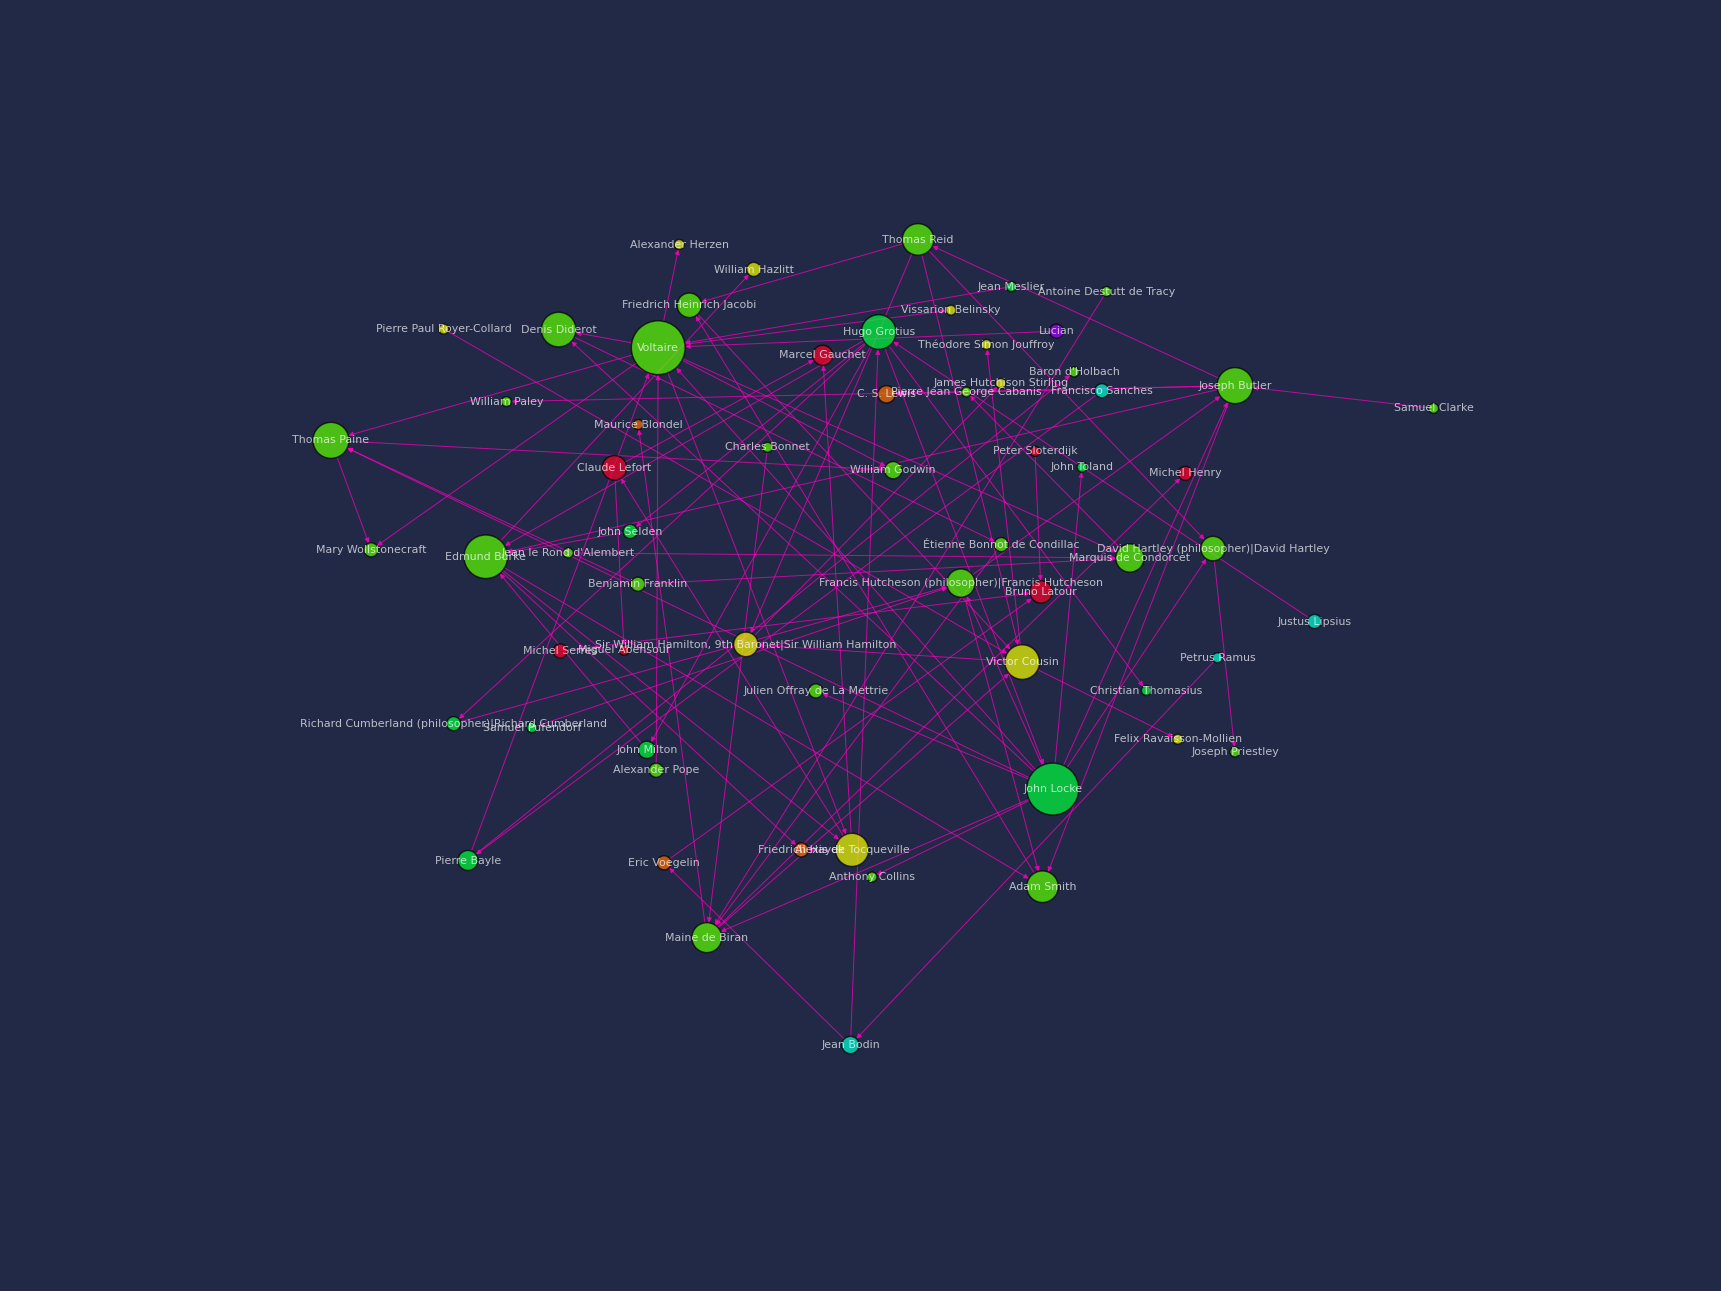 Thomas Reid
Alexander Herzen
William Hazlitt
Jean Meslier
Antoine Destutt de Tracy
Friedrich Heinrich Jacobi
Vissarion Belinsky
Pierre Paul Royer-Collard
Denis Diderot
Hugo Grotius
Lucian
Voltaire
Théodore Simon Jouffroy
Marcel Gauchet
Baron d'Holbach
James Hutchison Stirling
Joseph Butler
C. S. Lewis
Pierre Jean George Cabanis
Francisco Sanches
William Paley
Samuel Clarke
Maurice Blondel
Thomas Paine
Charles Bonnet
Peter Sloterdijk
Claude Lefort
William Godwin
John Toland
Michel Henry
John Selden
Étienne Bonnot de Condillac
Mary Wollstonecraft
Edmund Burke
Jean le Rond d'Alembert
David Hartley (philosopher)|David Hartley
Marquis de Condorcet
Benjamin Franklin
Francis Hutcheson (philosopher)|Francis Hutcheson
Bruno Latour
Justus Lipsius
Sir William Hamilton, 9th Baronet|Sir William Hamilton
Michel Serres
Miguel Abensour
Victor Cousin
Petrus Ramus
Julien Offray de La Mettrie
Christian Thomasius
Richard Cumberland (philosopher)|Richard Cumberland
Samuel Pufendorf
Felix Ravaisson-Mollien
John Milton
Joseph Priestley
Alexander Pope
John Locke
Pierre Bayle
Eric Voegelin
Friedrich Hayek
Alexis de Tocqueville
Anthony Collins
Adam Smith
Maine de Biran
Jean Bodin